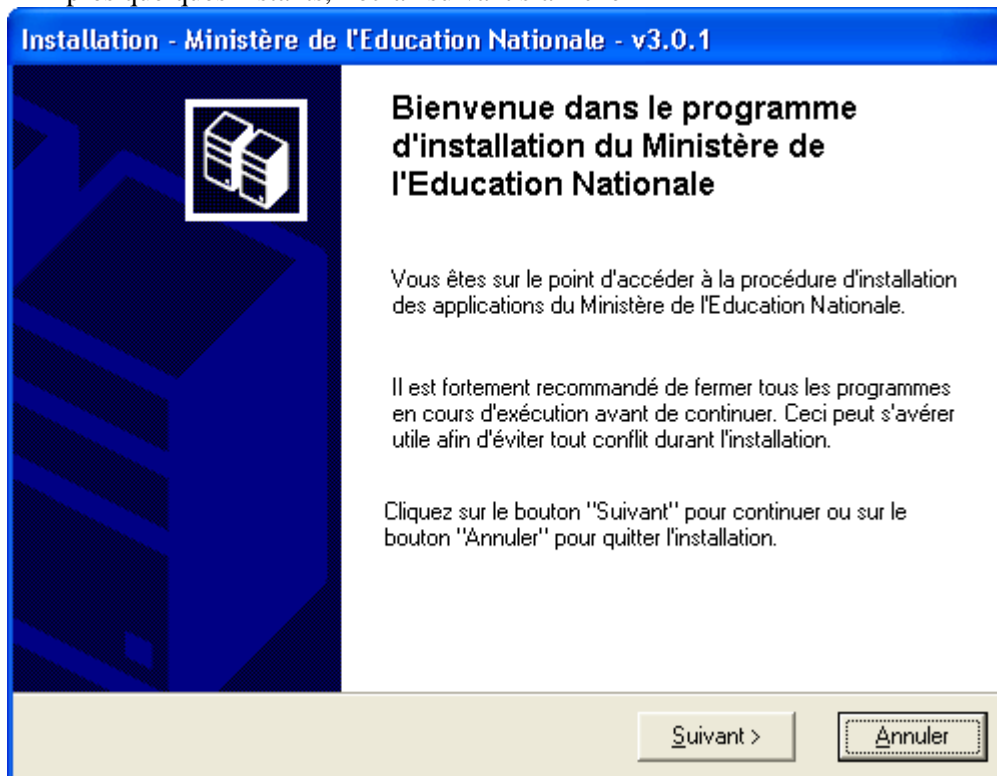 Installation - Ministère de l'Education Nationale - v3.0.1
Bienvenue dans le programme
d'installation du Ministère de
l'Education Nationale
Vous êtes sur le point d'accéder à la procédure d'installation
des applications du Ministère de l'Education Nationale.
Il est fortement recommandé de fermer tous les programmes
en cours d'exécution avant de continuer. Ceci peut s'avérer
utile afin d'éviter tout conflit durant l'installation.
Cliquez sur le bouton "Suivant" pour continuer ou sur le
bouton "Annuler" pour quitter l'installation.
Suivant >
Annuler